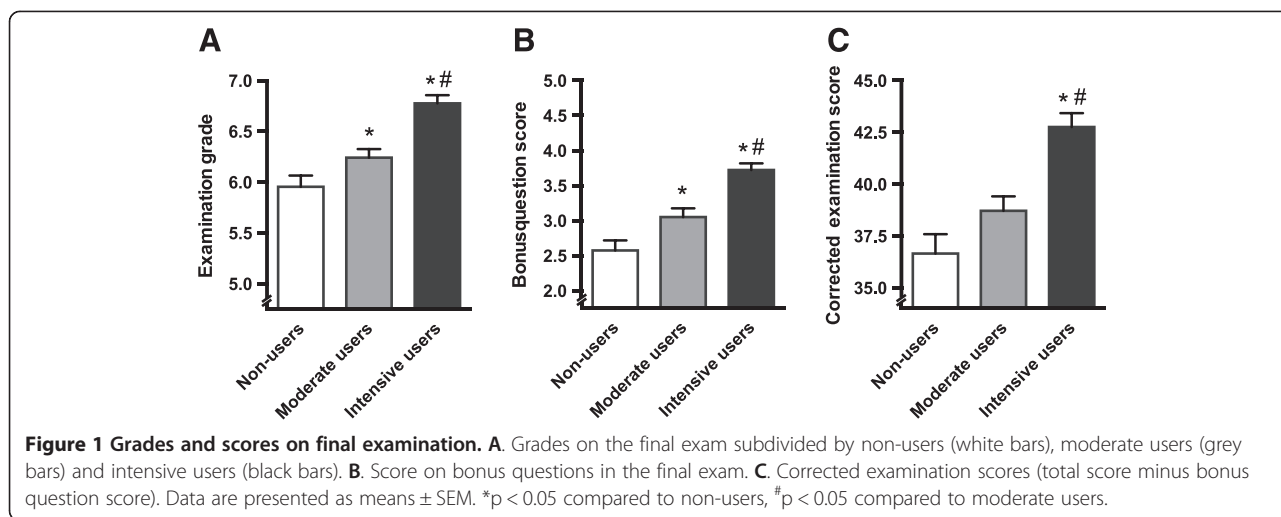 A
B
C
Examination grade
7.0
6.5
6.0
5.5
5.0
*
* #
Non-users
Moderate users
Intensive users
Bonusquestion score
5.0
4.5
4.0
3.5
3.0
2.5
2.0
*
* #
Non-users
Moderate users
Intensive users
Corrected examination score
45.0
42.5
40.0
37.5
35.0
* #
Non-users
Moderate users
Intensive users
Figure 1 Grades and scores on final examination. A. Grades on the final exam subdivided by non-users (white bars), moderate users (grey
bars) and intensive users (black bars). B. Score on bonus questions in the final exam. C. Corrected examination scores (total score minus bonus
question score). Data are presented as means ± SEM. *p < 0.05 compared to non-users, #p < 0.05 compared to moderate users.